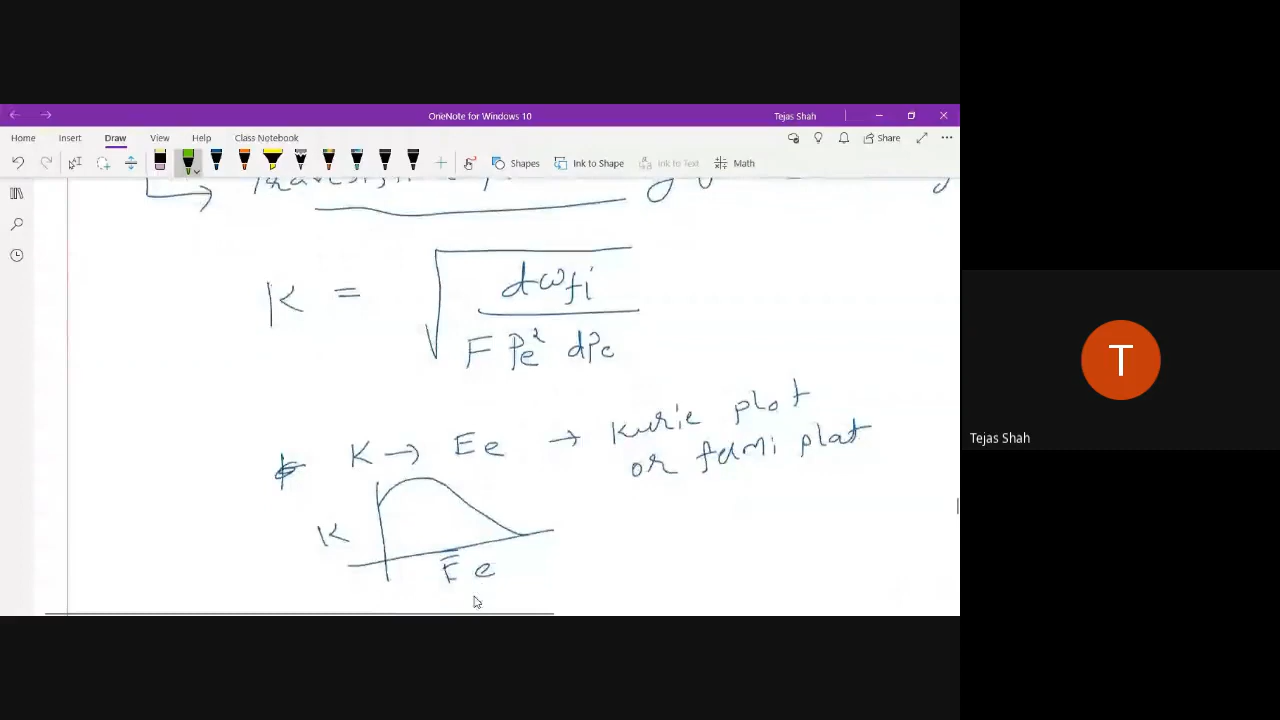 OneNote for Windows 10
Tejas Shah
Home Insert Draw View Help Class Notebook
Share
Shapes Ink to Shape Ink to Text Math
K = √ dωfi
F Pe² dPe
K → Ee → Kurie plot
or fermi plat
K
Ee
T
Tejas Shah